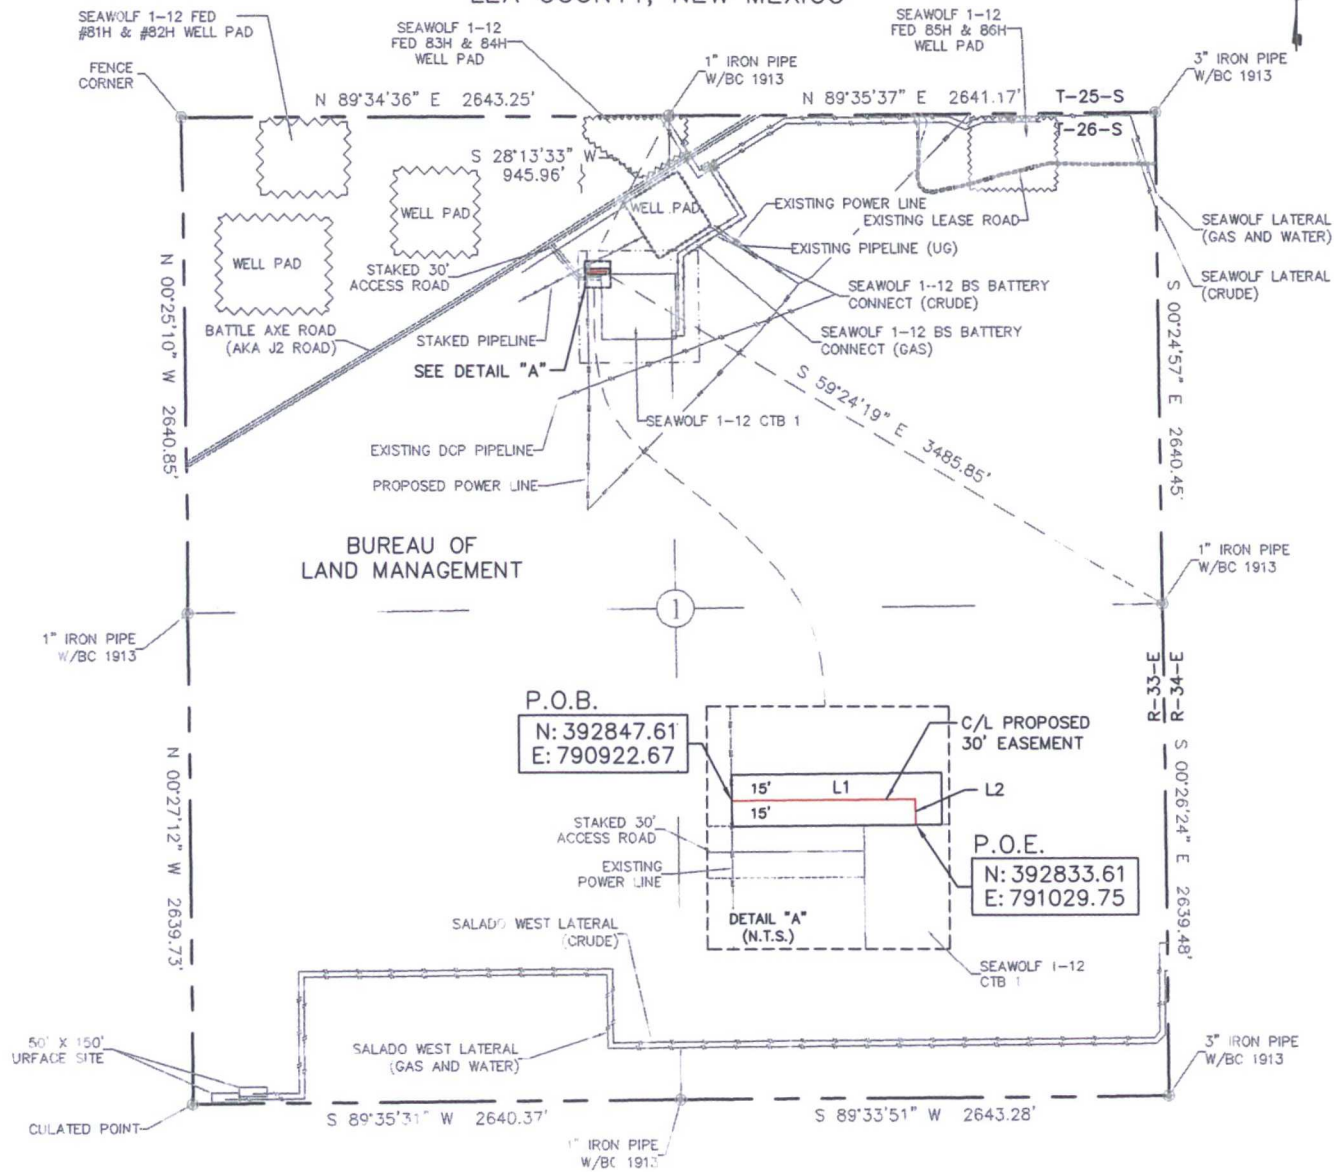 LEA COUNTY, NEW MEXICO
SEAWOLF 1-12 FED
#81H & #82H WELL PAD
SEAWOLF 1-12
FED 83H & 84H
WELL PAD
SEAWOLF 1-12
FED 85H & 86H
WELL PAD
FENCE
CORNER
1" IRON PIPE
W/BC 1913
3" IRON PIPE
W/BC 1913
N 89°34'36" E 2643.25'
N 89°35'37" E 2641.17'
T-25-S
T-26-S
S 28°13'33" W
945.96'
WELL PAD
WELL PAD
WELL PAD
EXISTING POWER LINE
EXISTING LEASE ROAD
EXISTING PIPELINE (UG)
SEAWOLF LATERAL
(GAS AND WATER)
SEAWOLF LATERAL
(CRUDE)
STAKED 30'
ACCESS ROAD
SEAWOLF 1-12 BS BATTERY
CONNECT (CRUDE)
SEAWOLF 1-12 BS BATTERY
CONNECT (GAS)
BATTLE AXE ROAD
(AKA J2 ROAD)
STAKED PIPELINE
SEE DETAIL "A"
N 00°25'10" W 2640.85'
S 00°24'57" E 2640.45'
S 59°24'19" E 3485.85'
SEAWOLF 1-12 CTB 1
EXISTING DCP PIPELINE
PROPOSED POWER LINE
BUREAU OF
LAND MANAGEMENT
1" IRON PIPE
W/BC 1913
1
1" IRON PIPE
W/BC 1913
R-33-E
R-34-E
P.O.B.
N: 392847.61
E: 790922.67
C/L PROPOSED
30' EASEMENT
15'
L1
L2
15'
STAKED 30'
ACCESS ROAD
EXISTING
POWER LINE
P.O.E.
N: 392833.61
E: 791029.75
DETAIL "A"
(N.T.S.)
SEAWOLF 1-12
CTB 1
N 00°27'12" W 2639.73'
S 00°26'24" E 2639.48'
SALADO WEST LATERAL
(CRUDE)
SALADO WEST LATERAL
(GAS AND WATER)
50' X 150'
URFACE SITE
3" IRON PIPE
W/BC 1913
CULATED POINT
S 89°35'31" W 2640.37'
S 89°33'51" W 2643.28'
1" IRON PIPE
W/BC 1913